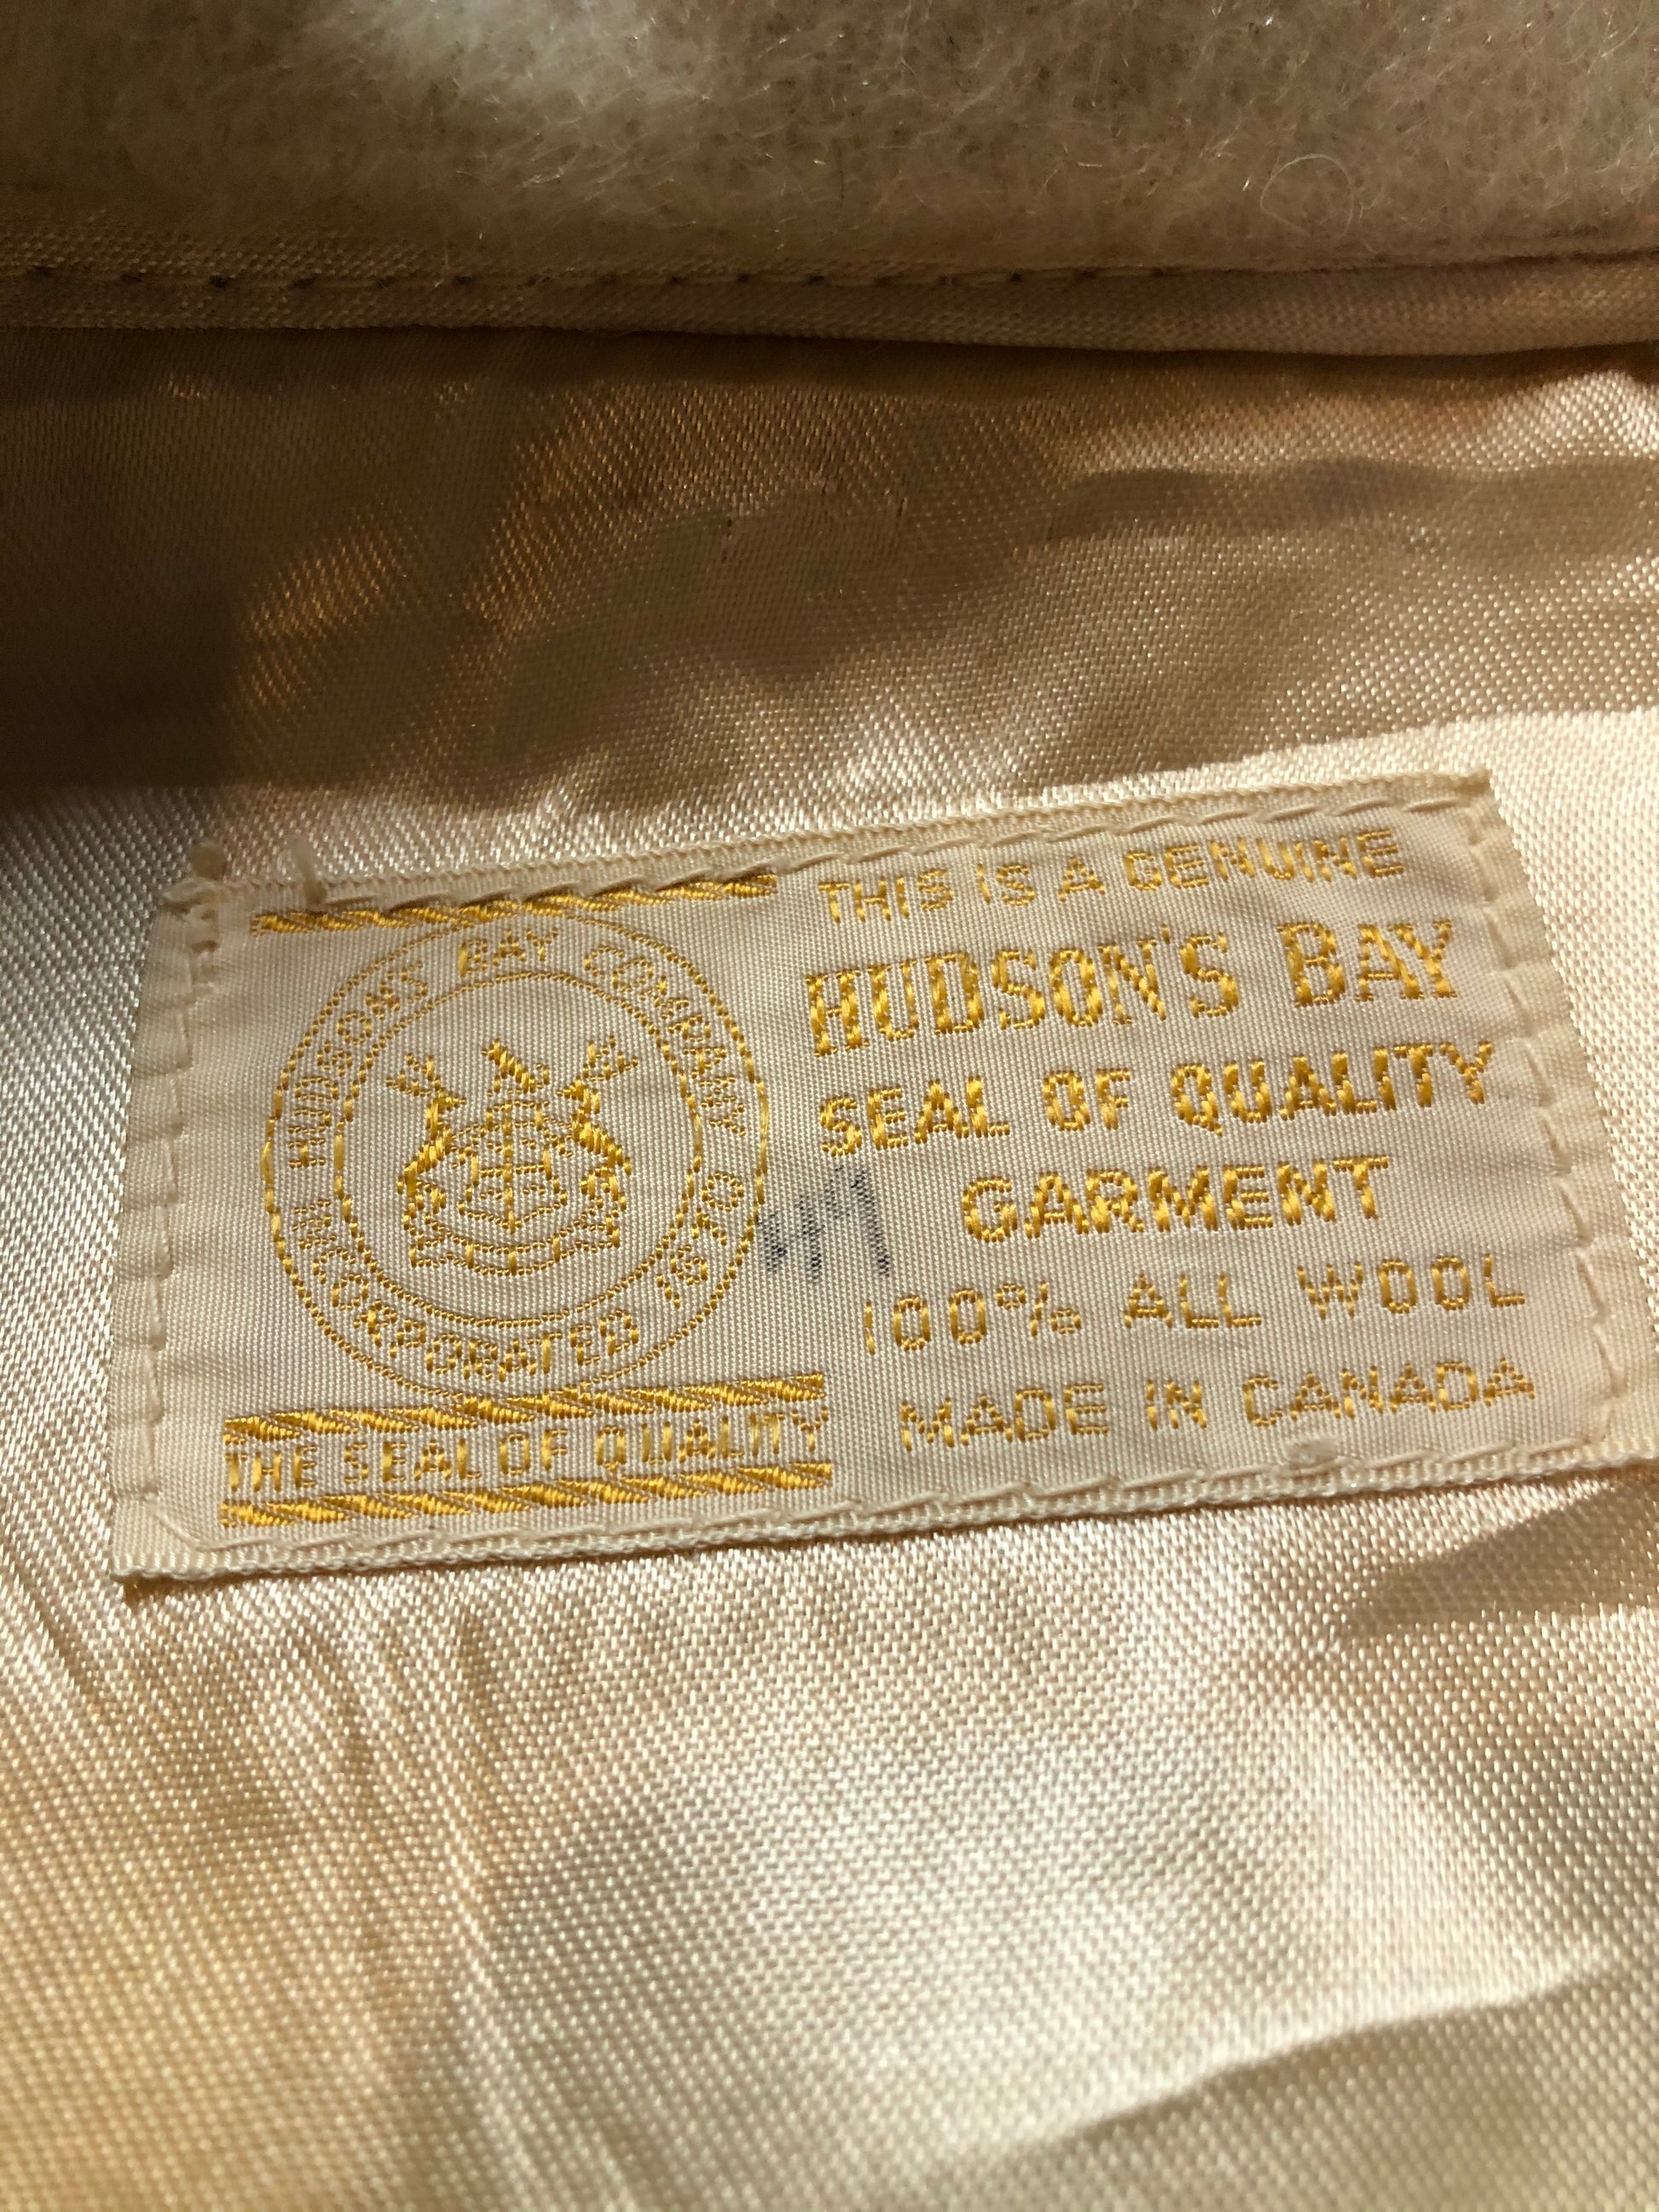 HUDSON'S BAY COMPANY
INCORPORATED 1670
THE SEAL OF QUALITY
THIS IS A GENUINE
HUDSON'S BAY
SEAL OF QUALITY
GARMENT
100% ALL WOOL
MADE IN CANADA